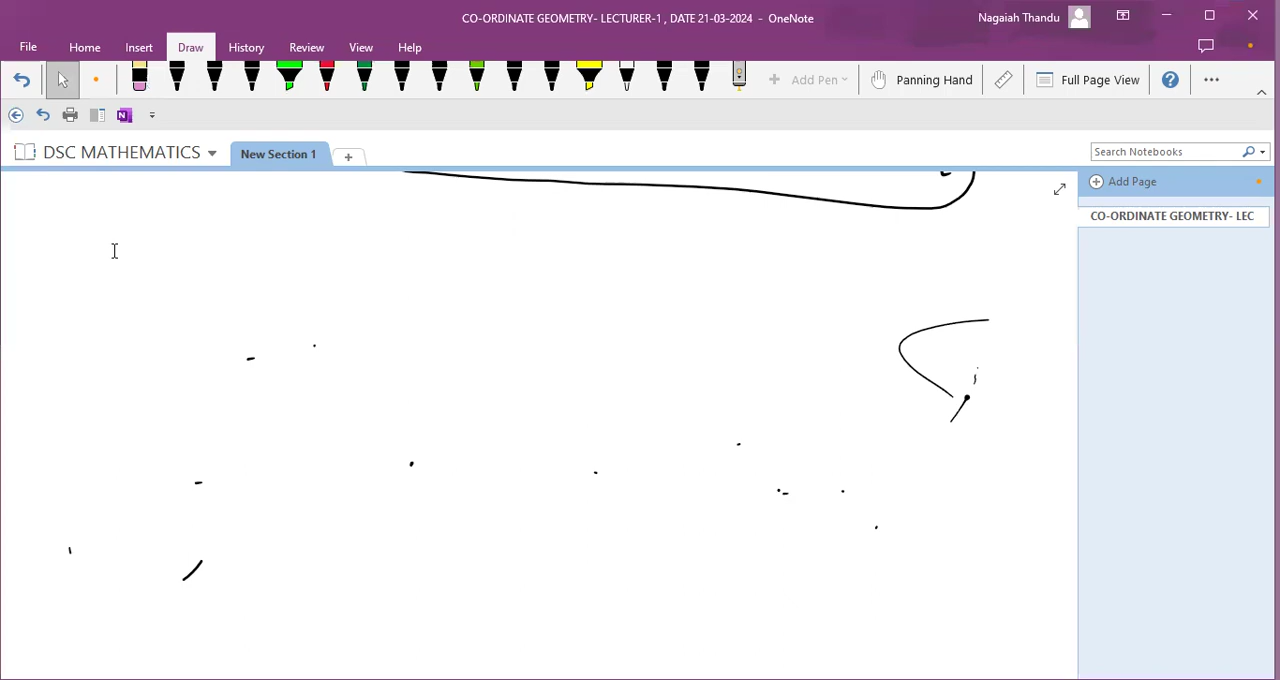 CO-ORDINATE GEOMETRY- LECTURER-1 , DATE 21-03-2024 - OneNote
Nagaiah Thandu
File Home Insert Draw History Review View Help
Add Pen
Panning Hand
Full Page View
DSC MATHEMATICS
New Section 1
Search Notebooks
Add Page
CO-ORDINATE GEOMETRY- LEC